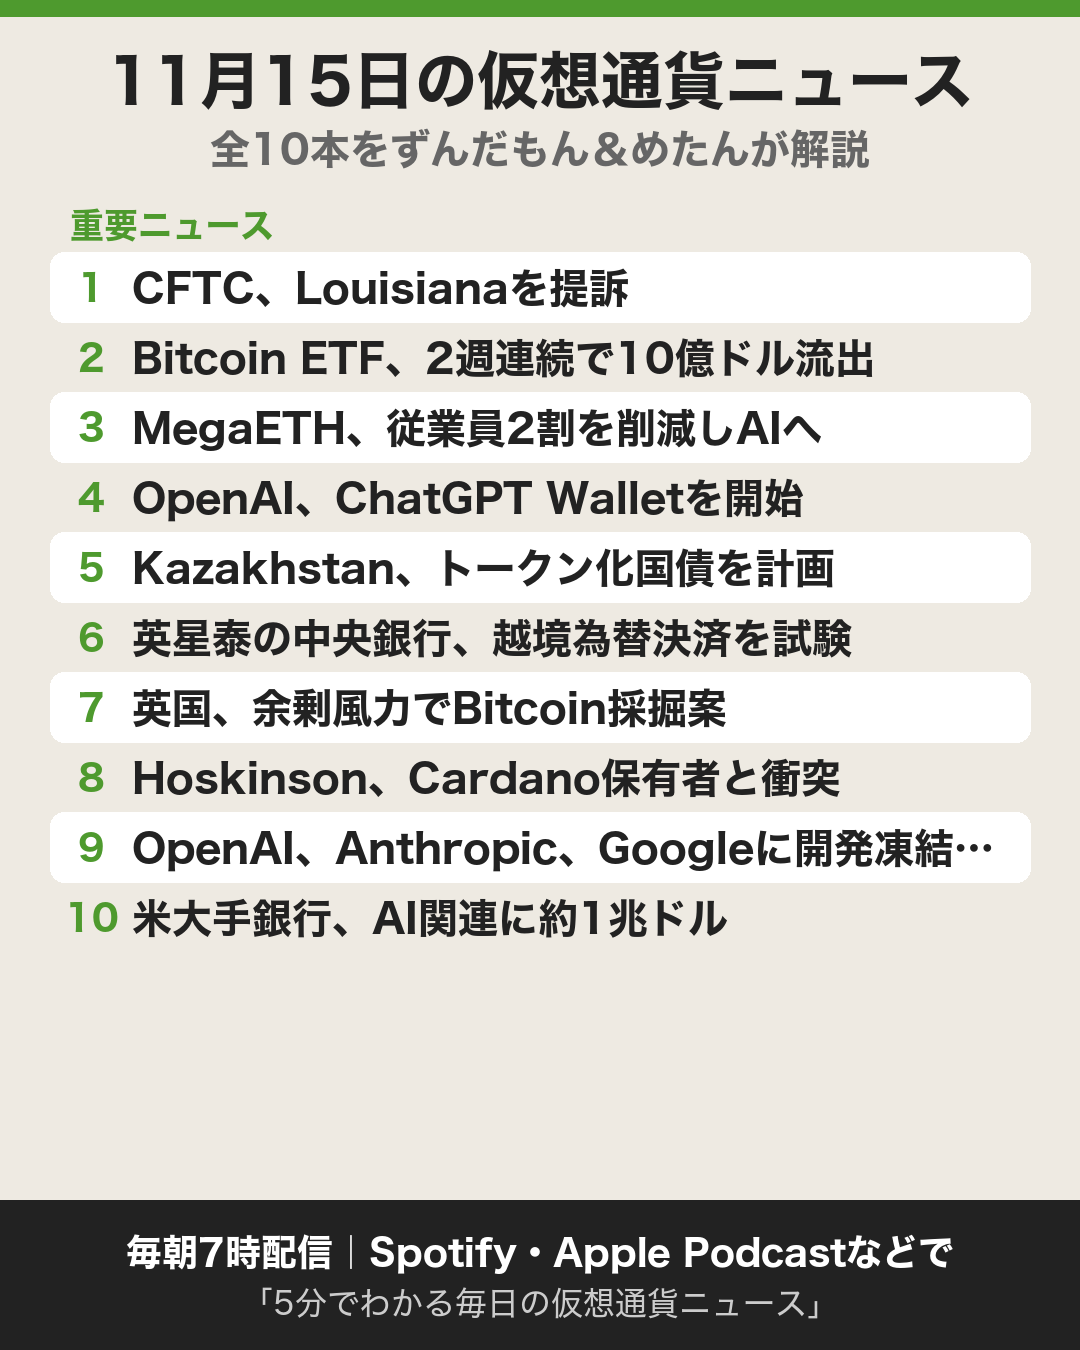 11月15日の仮想通貨ニュース
全10本をずんだもん&めたんが解説
重要ニュース
1 CFTC、Louisianaを提訴
2 Bitcoin ETF、2週連続で10億ドル流出
3 MegaETH、従業員2割を削減しAIへ
4 OpenAI、ChatGPT Walletを開始
5 Kazakhstan、トークン化国債を計画
6 英星泰の中央銀行、越境為替決済を試験
7 英国、余剰風力でBitcoin採掘案
8 Hoskinson、Cardano保有者と衝突
9 OpenAI、Anthropic、Googleに開発凍結…
10 米大手銀行、AI関連に約1兆ドル
毎朝7時配信｜Spotify・Apple Podcastなどで
「5分でわかる毎日の仮想通貨ニュース」